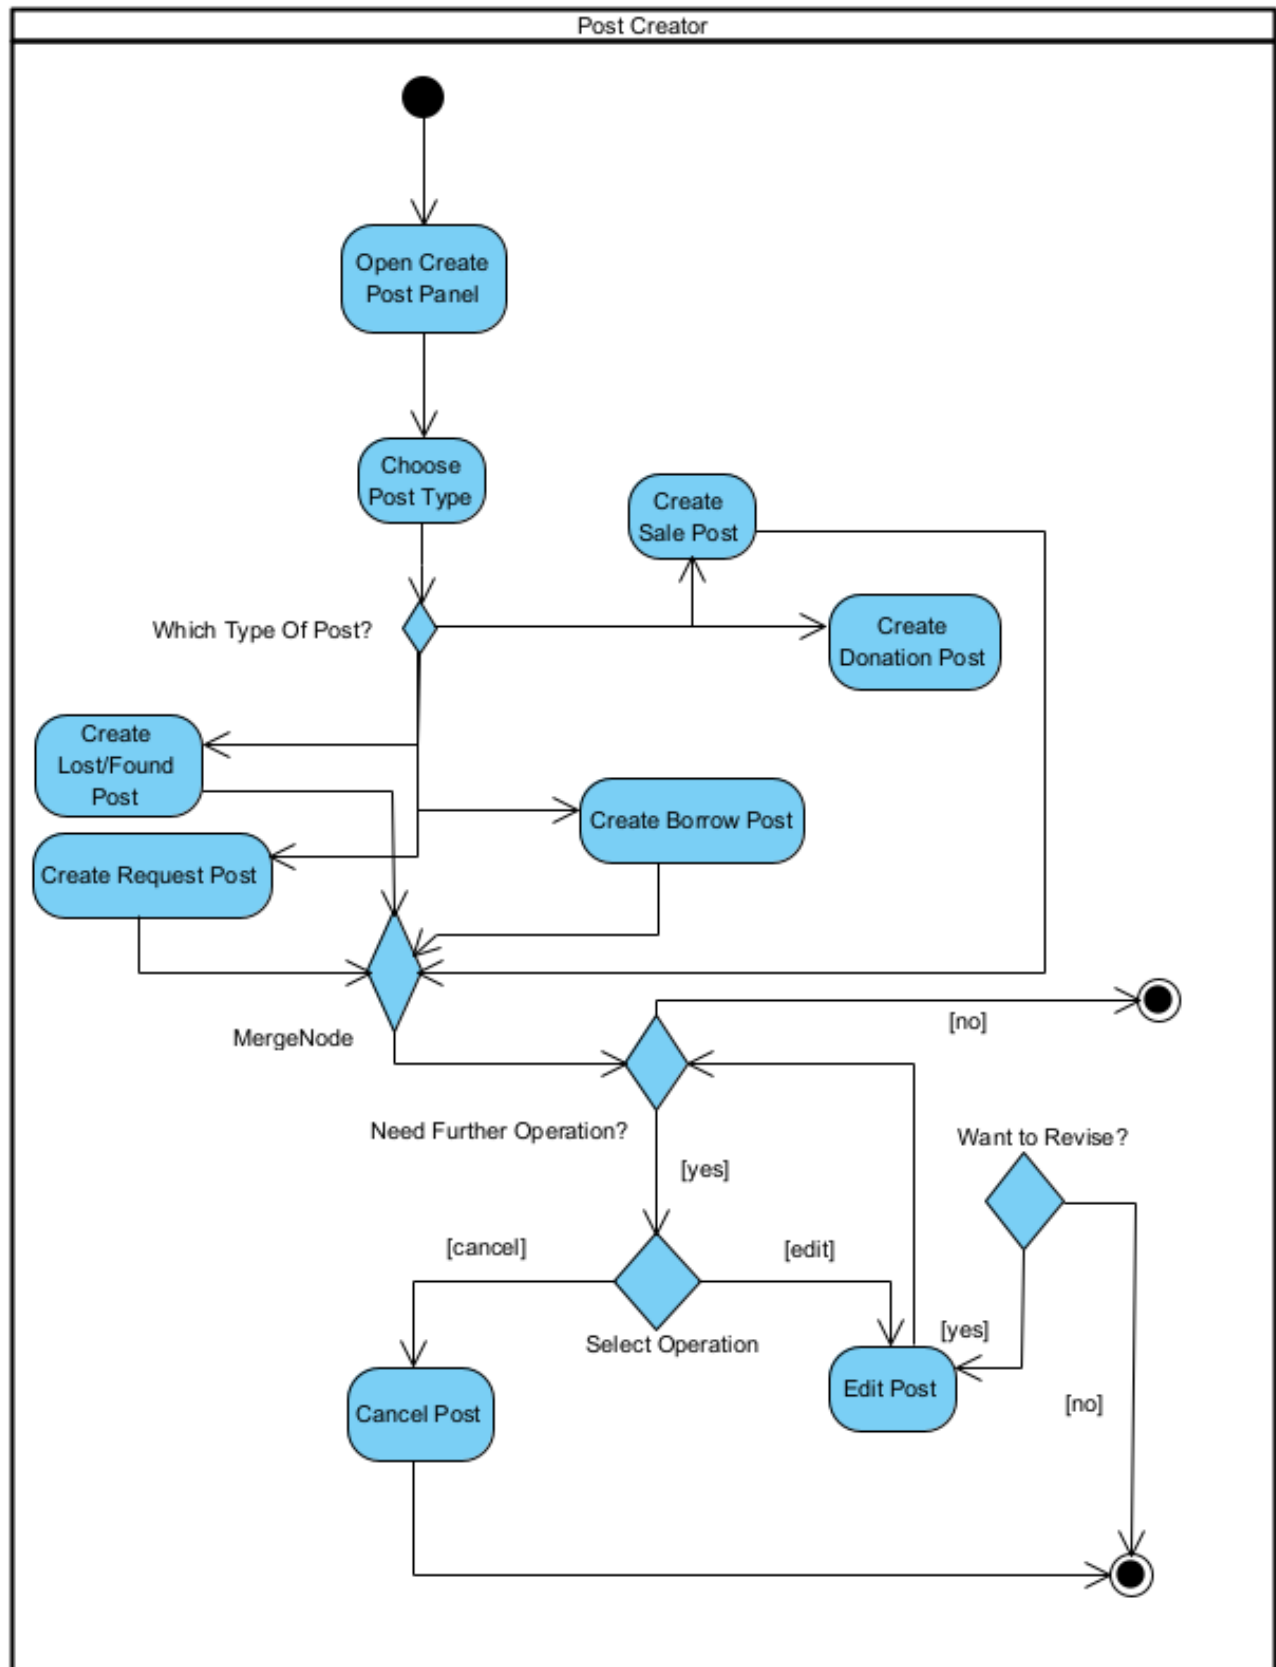 Post Creator
Open Create
Post Panel
Choose
Post Type
Create
Sale Post
Which Type Of Post?
Create
Donation Post
Create
Lost/Found
Post
Create Borrow Post
Create Request Post
MergeNode
[no]
Need Further Operation?
Want to Revise?
[yes]
[cancel]
[edit]
Select Operation
[yes]
Edit Post
[no]
Cancel Post